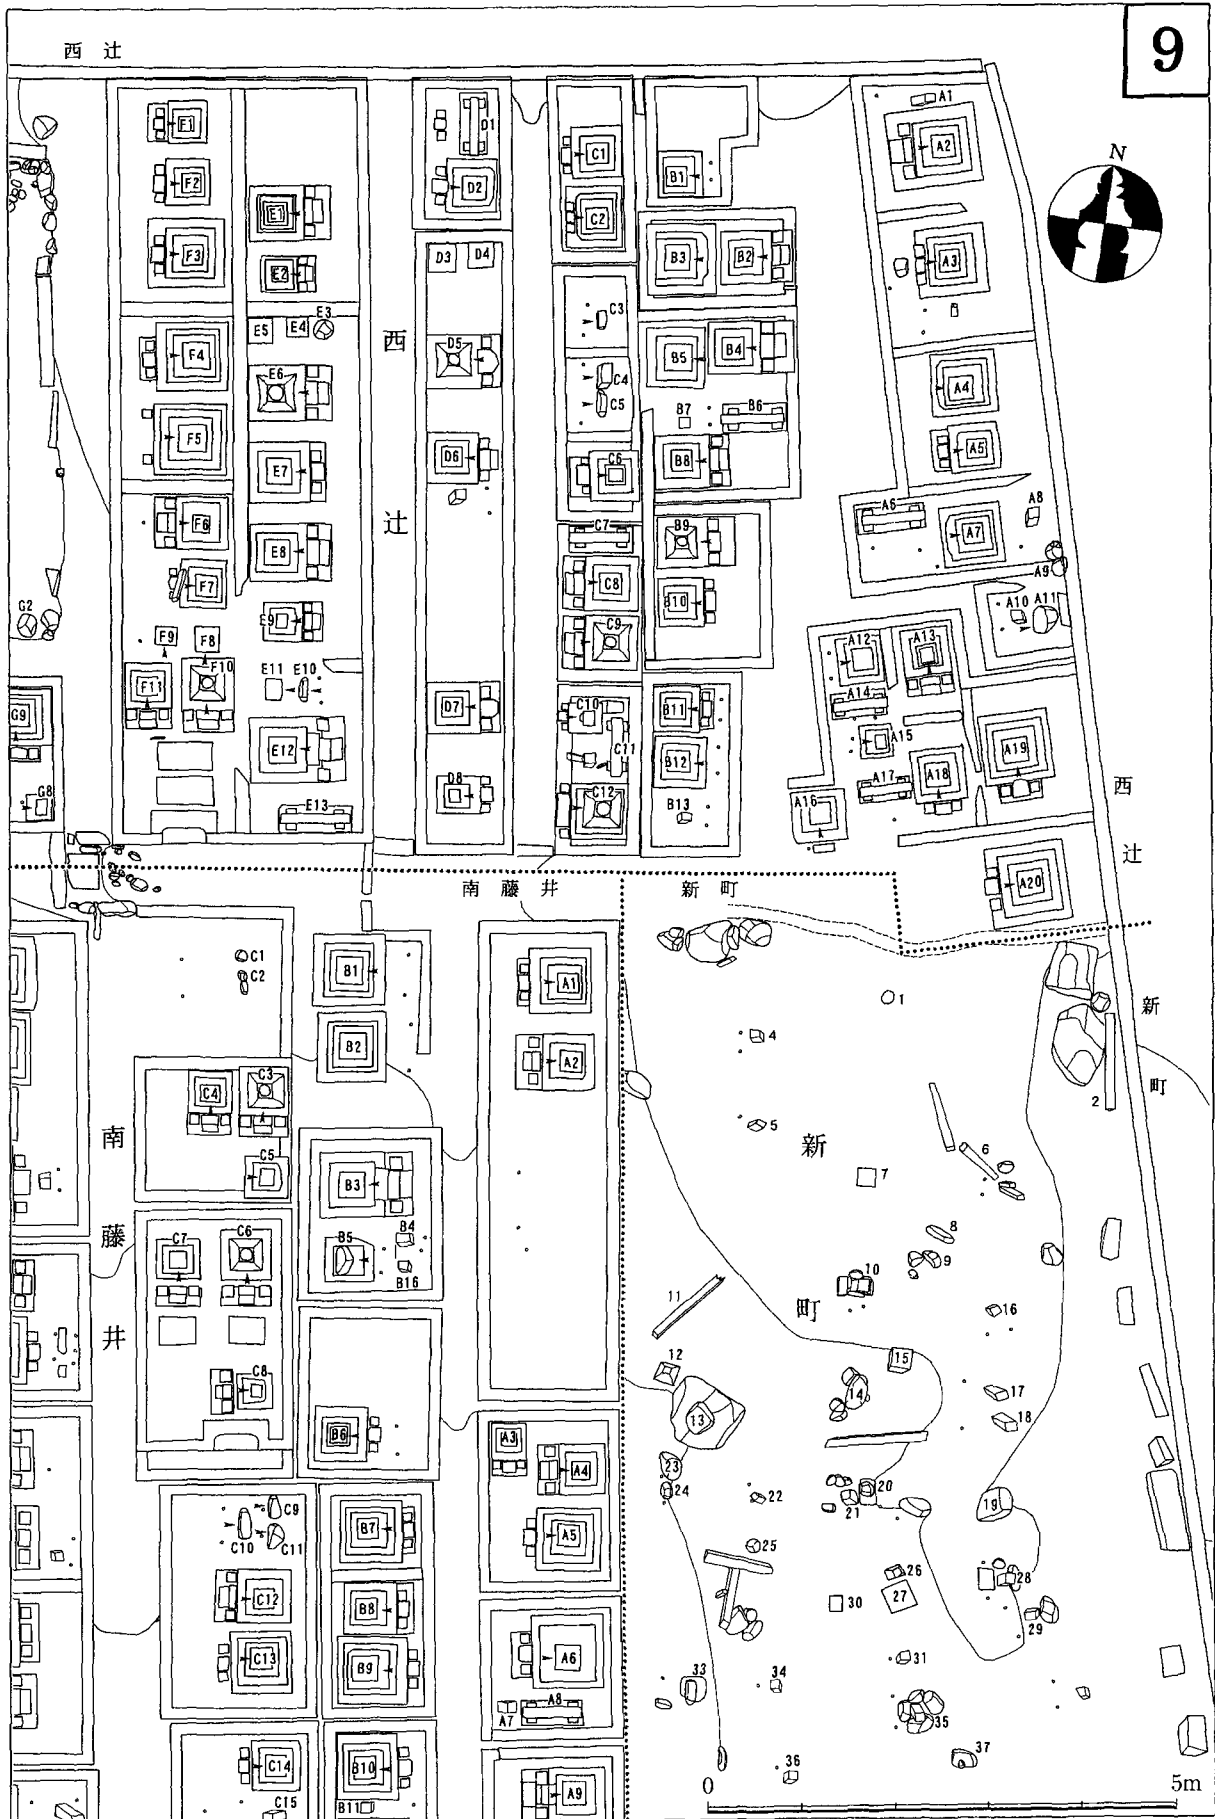 9
西辻
N
A1
A2
A3
A4
A5
A6
A7
A8
A9
A10
A11
A12
A13
A14
A15
A16
A17
A18
A19
A20
B1
B2
B3
B4
B5
B6
B7
B8
B9
B10
B11
B12
B13
C1
C2
C3
C4
C5
C6
C7
C8
C9
C10
C11
C12
D1
D2
D3
D4
D5
D6
D7
D8
E1
E2
E3
E4
E5
E6
E7
E8
E9
E10
E11
E12
E13
F1
F2
F3
F4
F5
F6
F7
F8
F9
F10
F11
G2
G9
G8
西
辻
西
辻
南藤井
新町
C1
C2
C3
C4
C5
C6
C7
C8
C9
C10
C11
C12
C13
C14
C15
B1
B2
B3
B4
B5
B16
B6
B7
B8
B9
B10
B11
A1
A2
A3
A4
A5
A6
A7
A8
A9
南
藤
井
新
町
新
町
1
2
4
5
6
7
8
9
10
11
12
13
14
15
16
17
18
19
20
21
22
23
24
25
26
27
28
29
30
31
33
34
35
36
37
0
5m